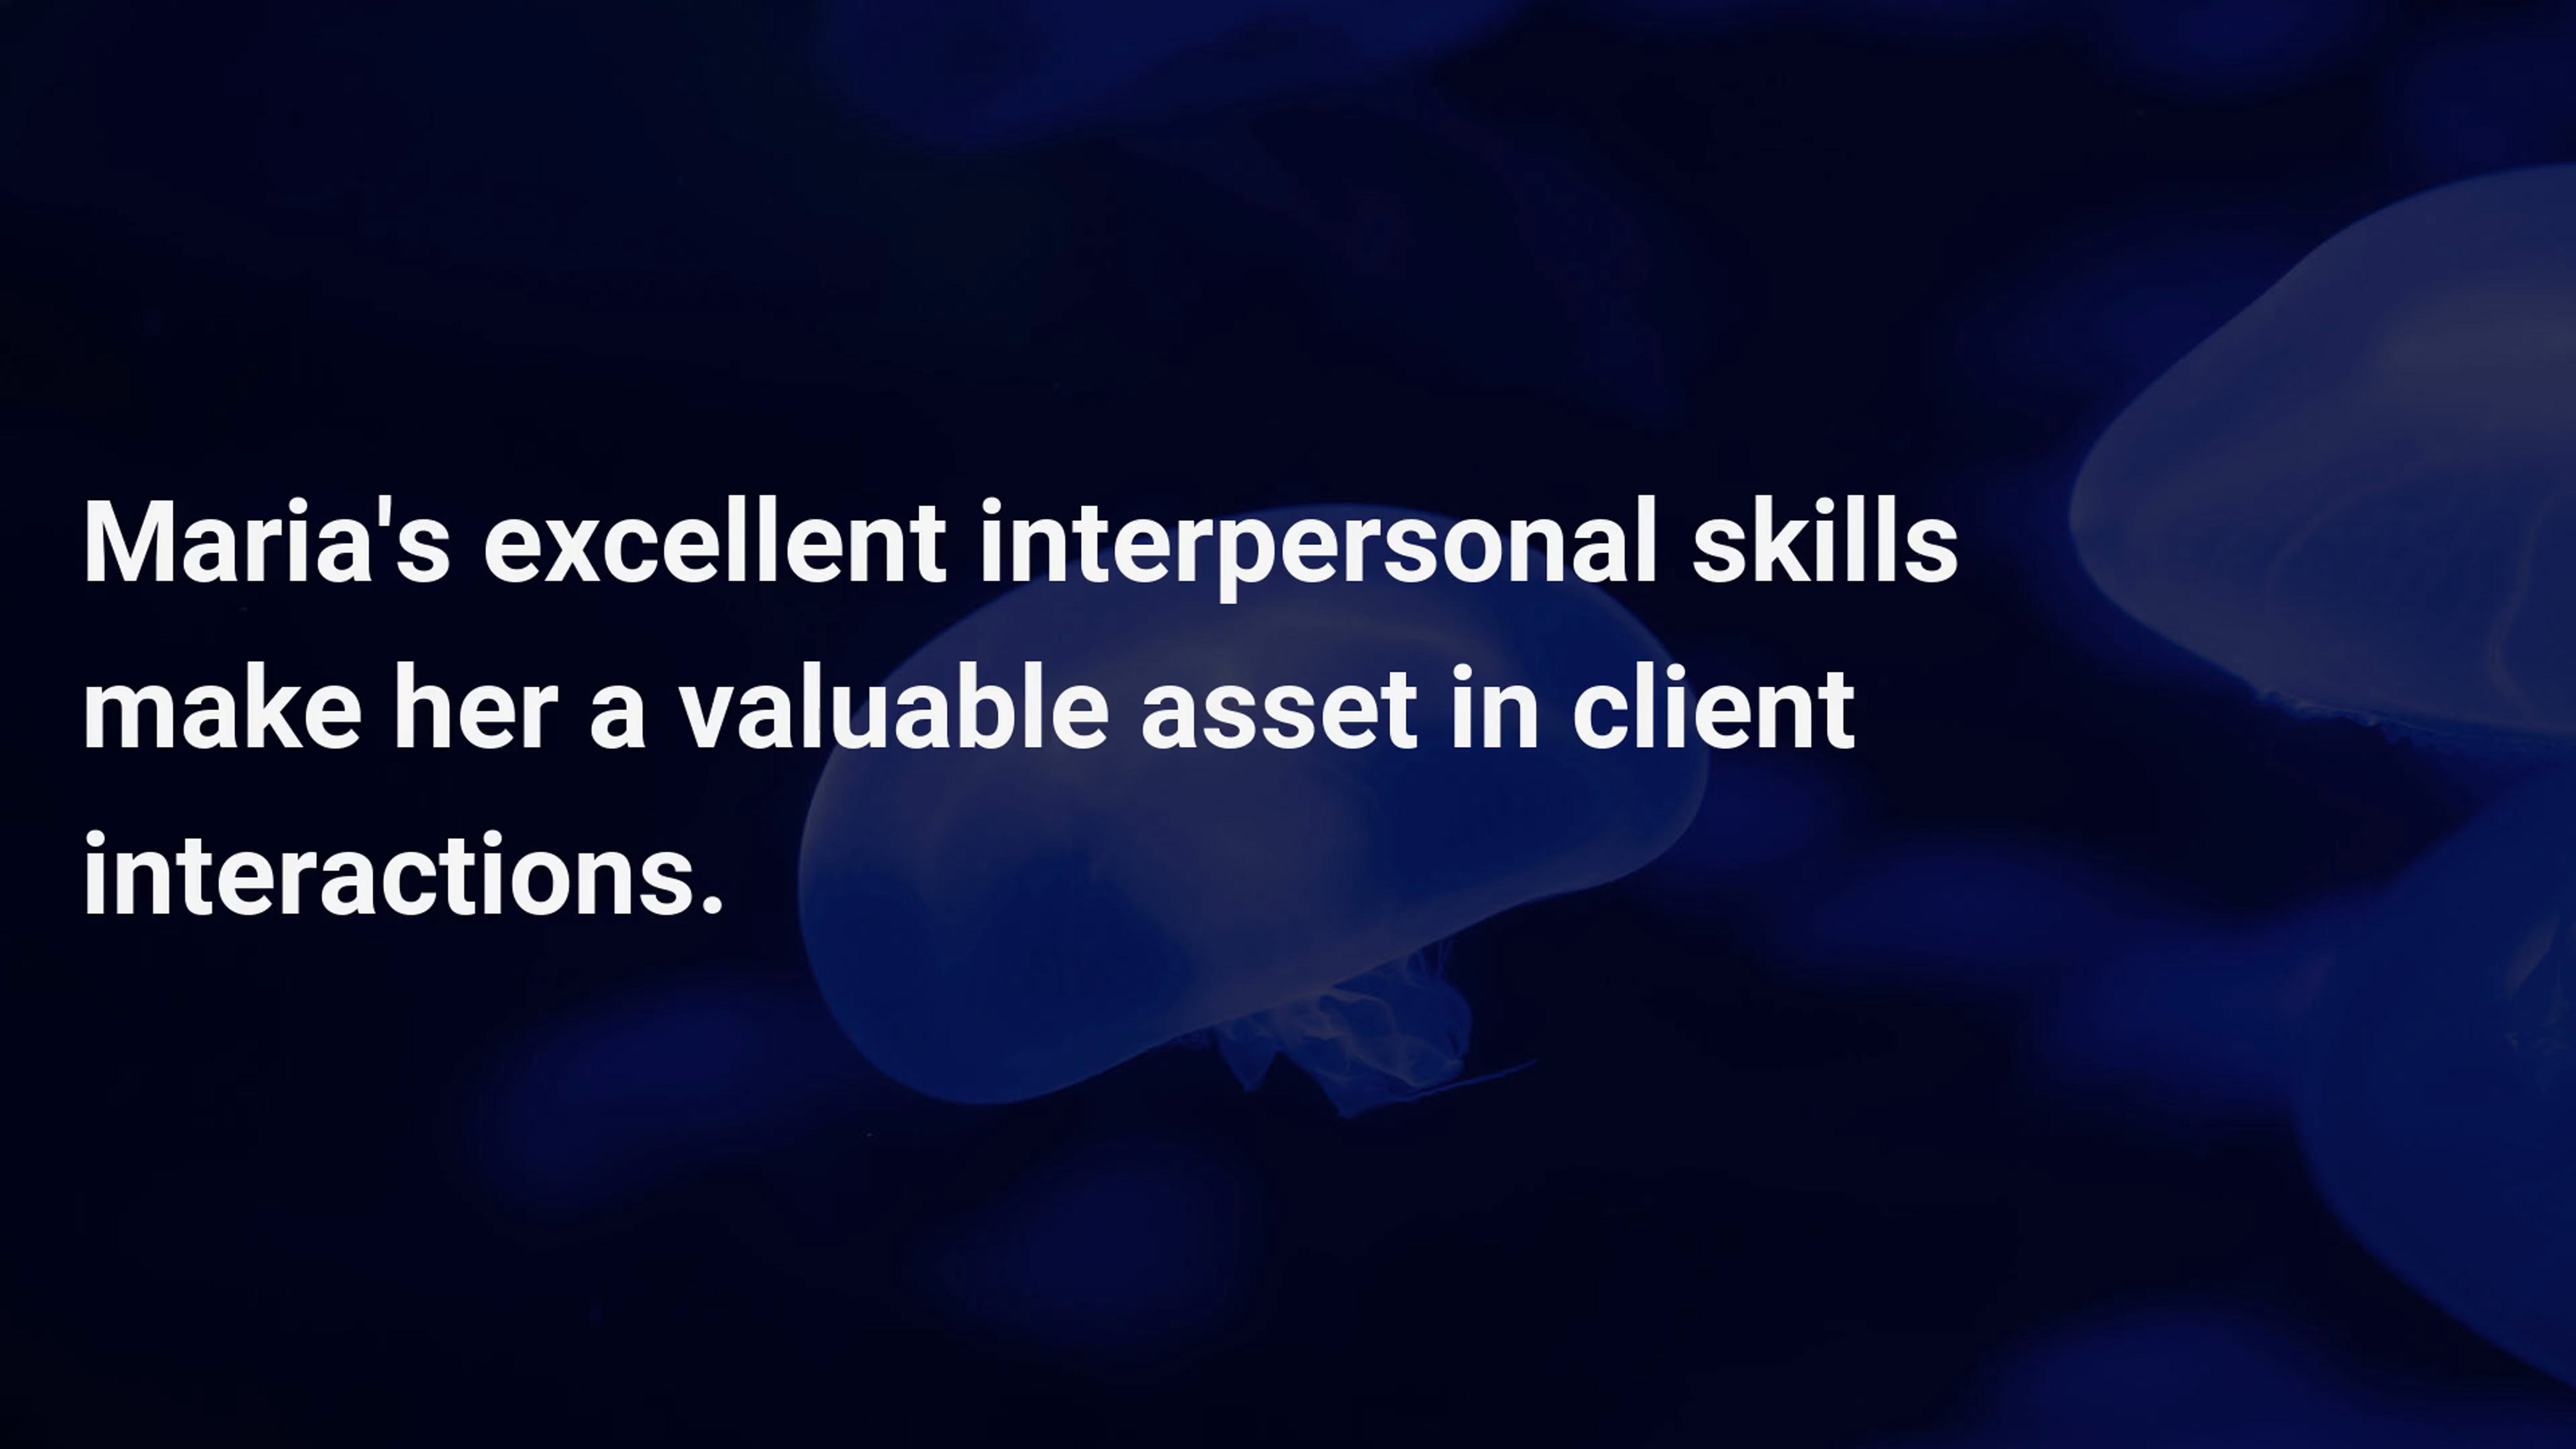 Maria's excellent interpersonal skills
make her a valuable asset in client
interactions.